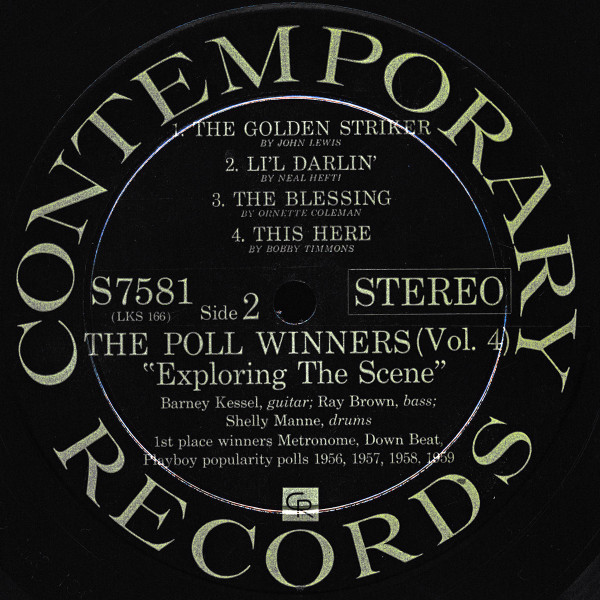 CONTEMPORARY
1. THE GOLDEN STRIKER
BY JOHN LEWIS
2. LI'L DARLIN'
BY NEAL HEFTI
3. THE BLESSING
BY ORNETTE COLEMAN
4. THIS HERE
BY BOBBY TIMMONS
S7581
(LKS 166)
Side 2
STEREO
THE POLL WINNERS (Vol. 4)
"Exploring The Scene"
Barney Kessel, guitar; Ray Brown, bass;
Shelly Manne, drums
1st place winners Metronome, Down Beat,
Playboy popularity polls 1956, 1957, 1958, 1959
CR
RECORDS